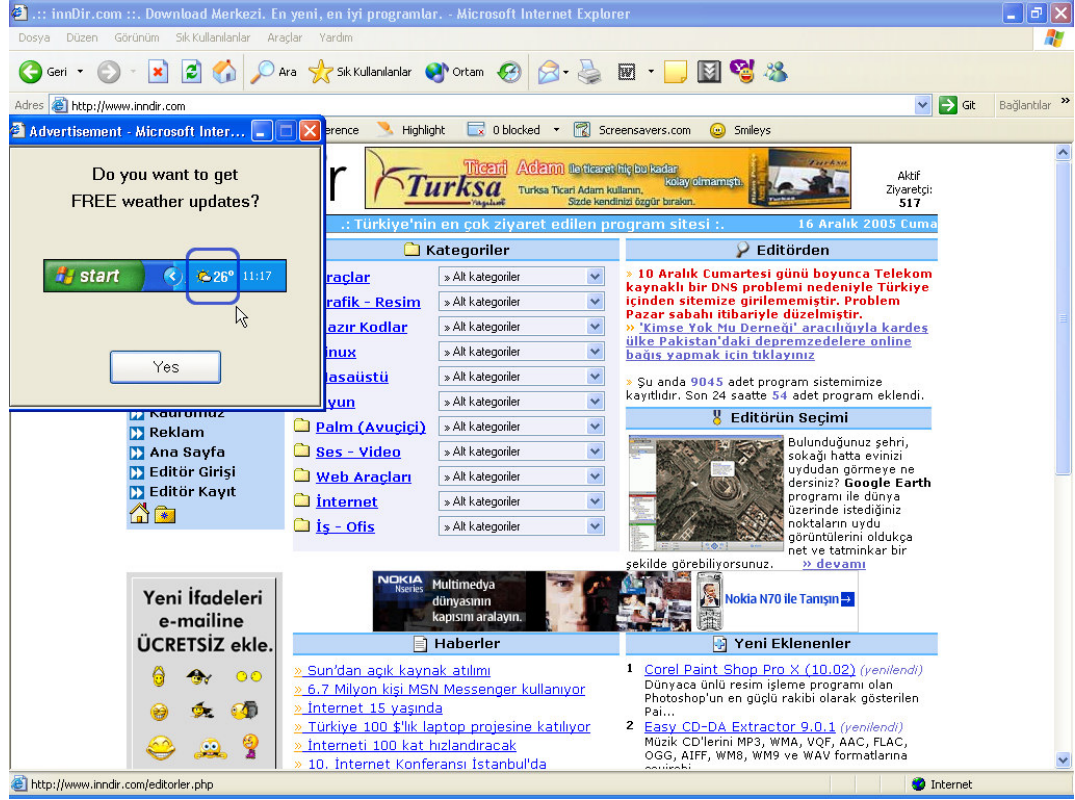 .:: innDir.com ::. Download Merkezi. En yeni, en iyi programlar. - Microsoft Internet Explorer
Dosya Düzen Görünüm Sık Kullanılanlar Araçlar Yardım
Geri Ara Sık Kullanılanlar Ortam
Adres http://www.inndir.com Git Bağlantılar »
Advertisement - Microsoft Inter...
erence Highlight 0 blocked Screensavers.com Smileys
Do you want to get
FREE weather updates?
start 26° 11:17
Yes
r
Turksa
Yazılım
Ticari Adam ile ticaret hiç bu kadar
kolay olmamıştı.
Turksa Ticari Adam kullanın,
Sizde kendinizi özgür bırakın.
Aktif
Ziyaretçi:
517
.: Türkiye'nin en çok ziyaret edilen program sitesi :. 16 Aralık 2005 Cuma
Kategoriler
raçlar » Alt kategoriler
rafik - Resim » Alt kategoriler
azır Kodlar » Alt kategoriler
inux » Alt kategoriler
asaüstü » Alt kategoriler
yun » Alt kategoriler
Palm (Avuçiçi) » Alt kategoriler
Ses - Video » Alt kategoriler
Web Araçları » Alt kategoriler
İnternet » Alt kategoriler
İş - Ofis » Alt kategoriler
Kadromuz
Reklam
Ana Sayfa
Editör Girişi
Editör Kayıt
Editörden
» 10 Aralık Cumartesi günü boyunca Telekom
kaynaklı bir DNS problemi nedeniyle Türkiye
içinden sitemize girilememiştir. Problem
Pazar sabahı itibariyle düzelmiştir.
» 'Kimse Yok Mu Derneği' aracılığıyla kardeş
ülke Pakistan'daki depremzedelere online
bağış yapmak için tıklayınız
» Şu anda 9045 adet program sistemimize
kayıtlıdır. Son 24 saatte 54 adet program eklendi.
Editörün Seçimi
Bulunduğunuz şehri,
sokağı hatta evinizi
uydudan görmeye ne
dersiniz? Google Earth
programı ile dünya
üzerinde istediğiniz
noktaların uydu
görüntülerini oldukça
net ve tatminkar bir
şekilde görebiliyorsunuz. » devamı
Yeni İfadeleri
e-mailine
ÜCRETSİZ ekle.
NOKIA
Nseries
Multimedya
dünyasının
kapısını aralayın.
Nokia N70 ile Tanışın
Haberler
» Sun'dan açık kaynak atılımı
» 6.7 Milyon kişi MSN Messenger kullanıyor
» İnternet 15 yaşında
» Türkiye 100 $'lık laptop projesine katılıyor
» İnterneti 100 kat hızlandıracak
» 10. İnternet Konferansı İstanbul'da
Yeni Eklenenler
1 Corel Paint Shop Pro X (10.02) (yenilendi)
Dünyaca ünlü resim işleme programı olan
Photoshop'un en güçlü rakibi olarak gösterilen
Pai...
2 Easy CD-DA Extractor 9.0.1 (yenilendi)
Müzik CD'lerini MP3, WMA, VQF, AAC, FLAC,
OGG, AIFF, WM8, WM9 ve WAV formatlarına
http://www.inndir.com/editorler.php Internet